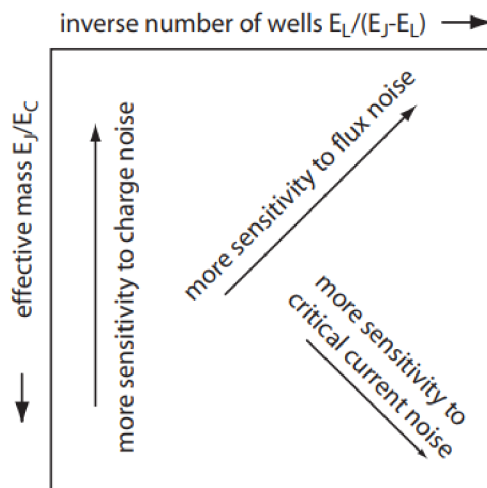 inverse number of wells E_L/(E_J-E_L)
effective mass E_J/E_C
more sensitivity to charge noise
more sensitivity to flux noise
more sensitivity to
critical current noise